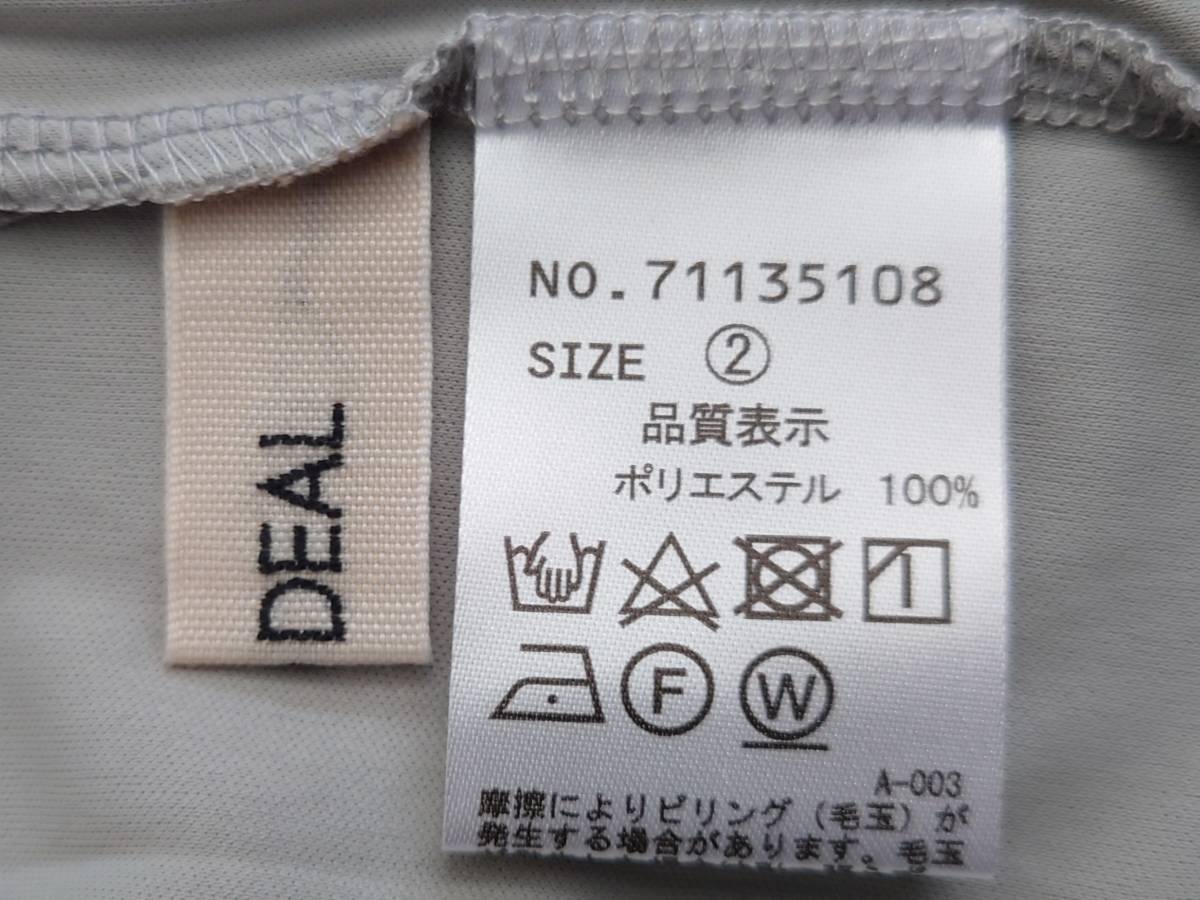 DEAL
NO.71135108
SIZE ②
品質表示
ポリエステル 100%
1
F W
A-003
摩擦によりピリング(毛玉)が
発生する場合があります。毛玉